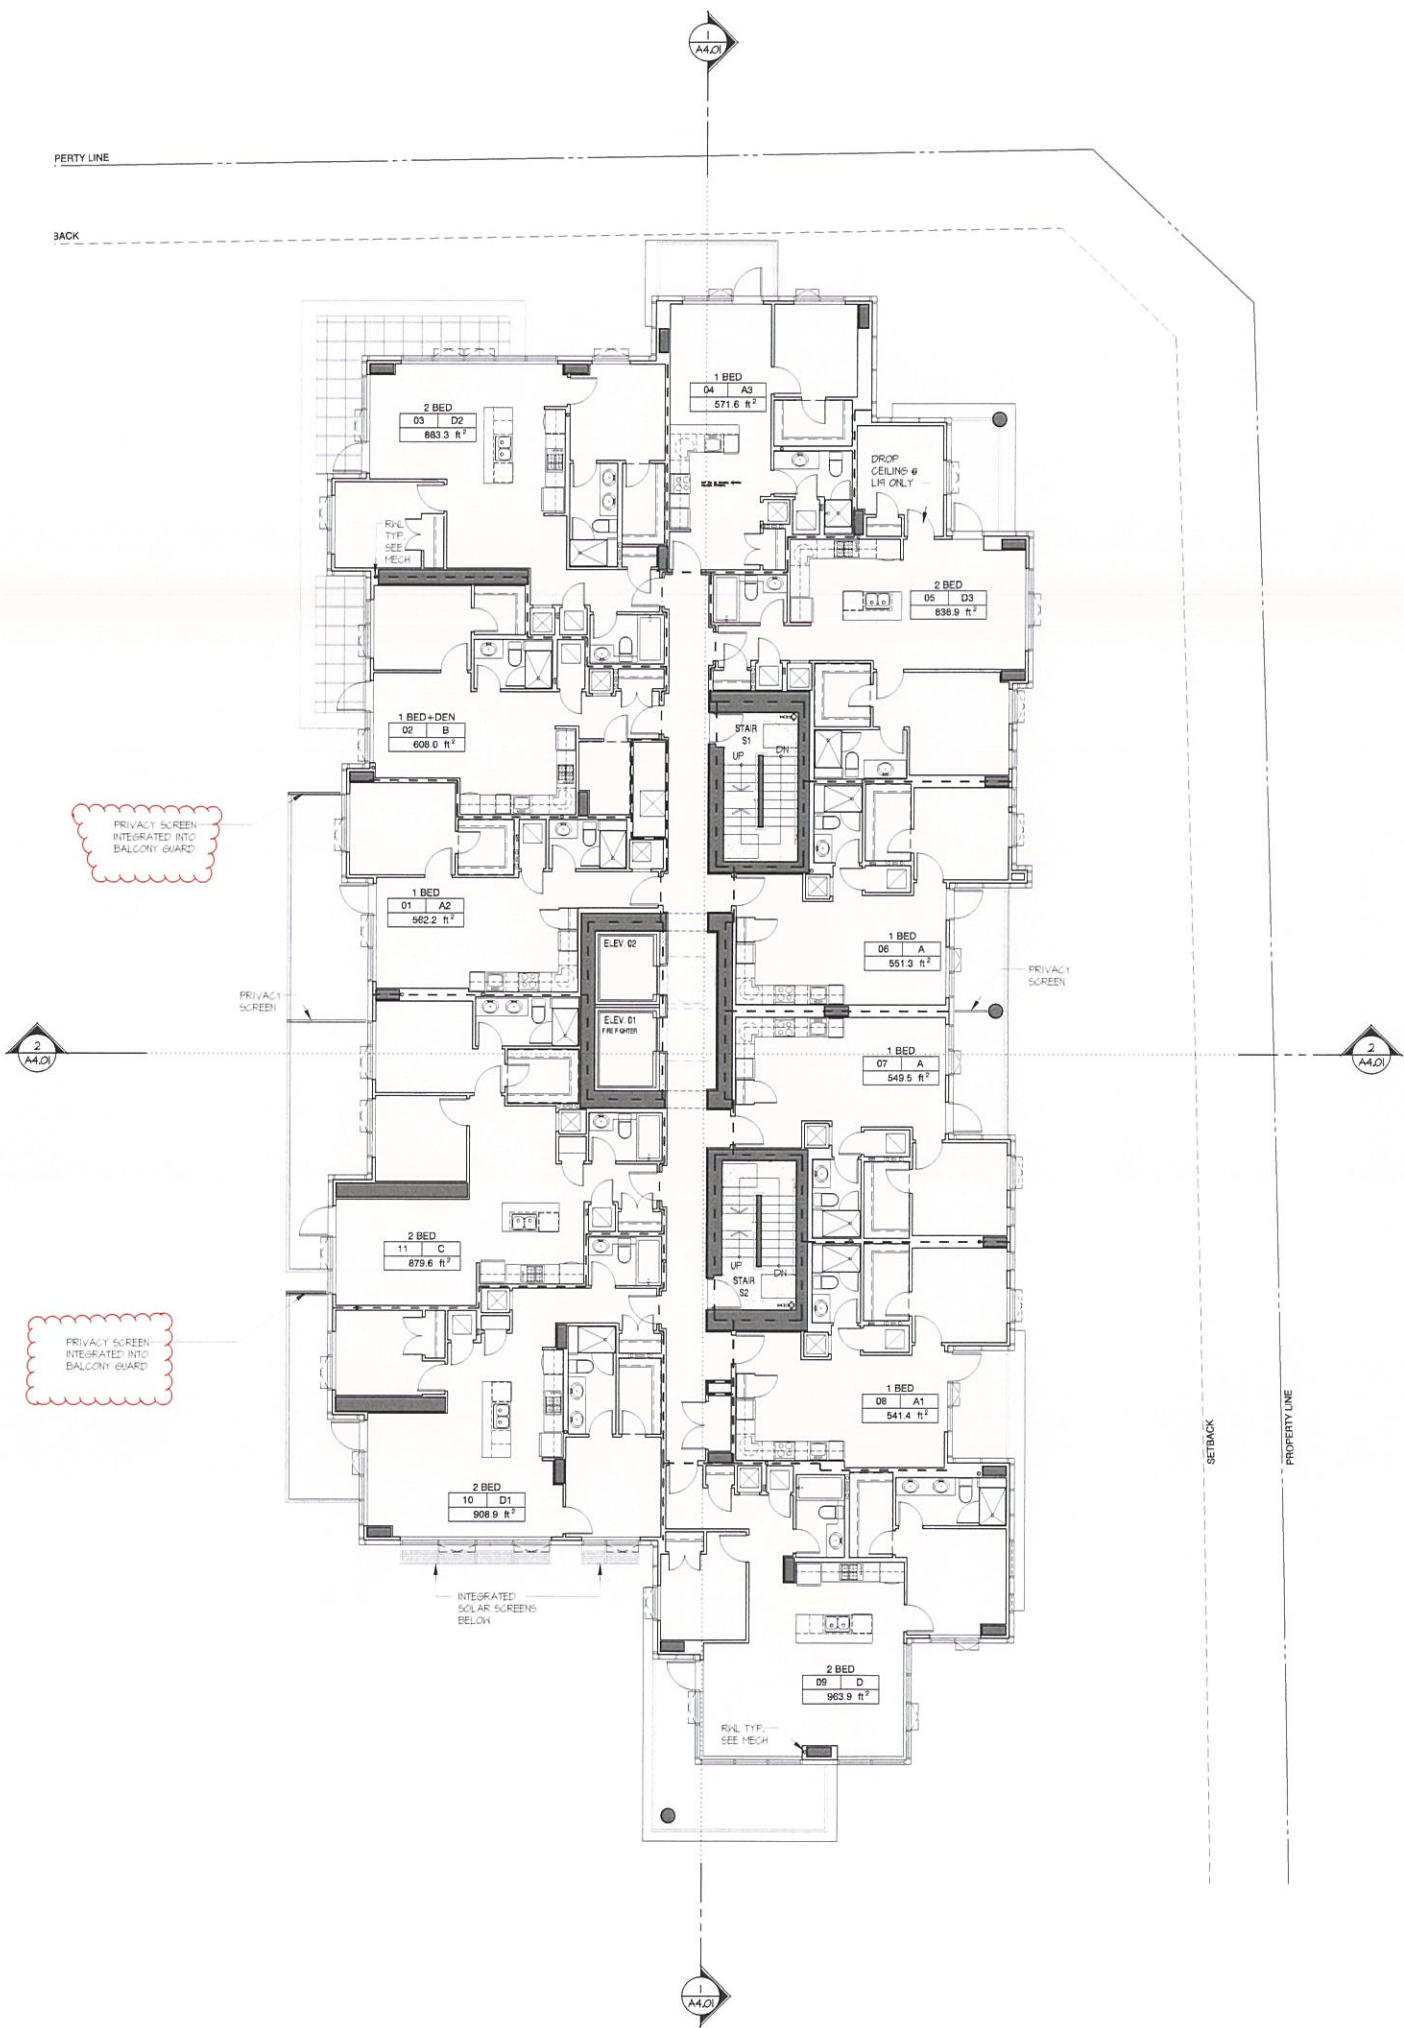 1
A4.01
PERTY LINE
BACK
1 BED
04 A3
571.6 ft²
2 BED
03 D2
883.3 ft²
DROP
CEILING @
L19 ONLY
RWL
TYP.
SEE
MECH
2 BED
05 D3
838.9 ft²
1 BED+DEN
02 B
608.0 ft²
STAIR
S1
UP
DN
PRIVACY SCREEN
INTEGRATED INTO
BALCONY GUARD
1 BED
01 A2
562.2 ft²
ELEV. 02
1 BED
06 A
551.3 ft²
PRIVACY
SCREEN
PRIVACY
SCREEN
ELEV. 01
FIREFIGHTER
2
A4.01
2
A4.01
1 BED
07 A
549.5 ft²
2 BED
11 C
879.6 ft²
UP
DN
STAIR
S2
PRIVACY SCREEN
INTEGRATED INTO
BALCONY GUARD
1 BED
08 A1
541.4 ft²
SETBACK
PROPERTY LINE
2 BED
10 D1
908.9 ft²
INTEGRATED
SOLAR SCREENS
BELOW
2 BED
09 D
963.9 ft²
RWL TYP.
SEE MECH
1
A4.01